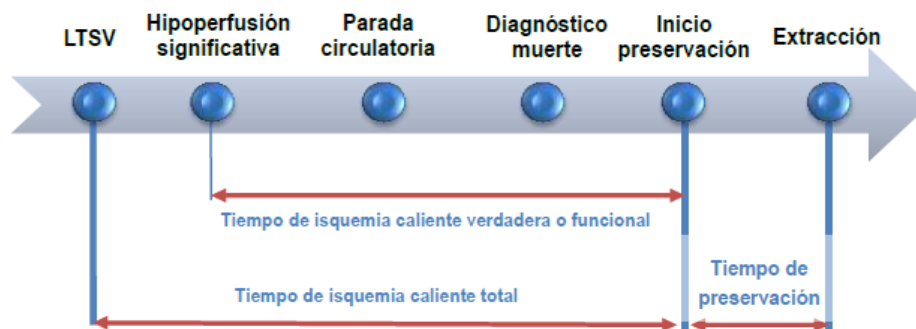 LTSV
Hipoperfusión
significativa
Parada
circulatoria
Diagnóstico
muerte
Inicio
preservación
Extracción
Tiempo de isquemia caliente verdadera o funcional
Tiempo de isquemia caliente total
Tiempo de
preservación